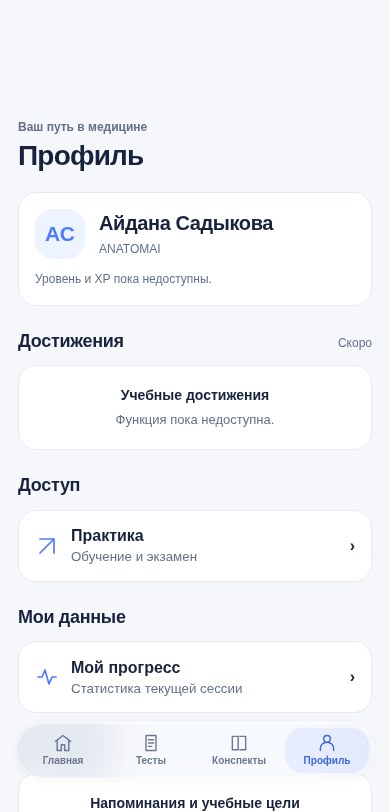 Ваш путь в медицине
Профиль
АС
Айдана Садыкова
ANATOMAI
Уровень и XP пока недоступны.
Достижения
Скоро
Учебные достижения
Функция пока недоступна.
Доступ
Практика
Обучение и экзамен
›
Мои данные
Мой прогресс
Статистика текущей сессии
›
Главная
Тесты
Конспекты
Профиль
Напоминания и учебные цели